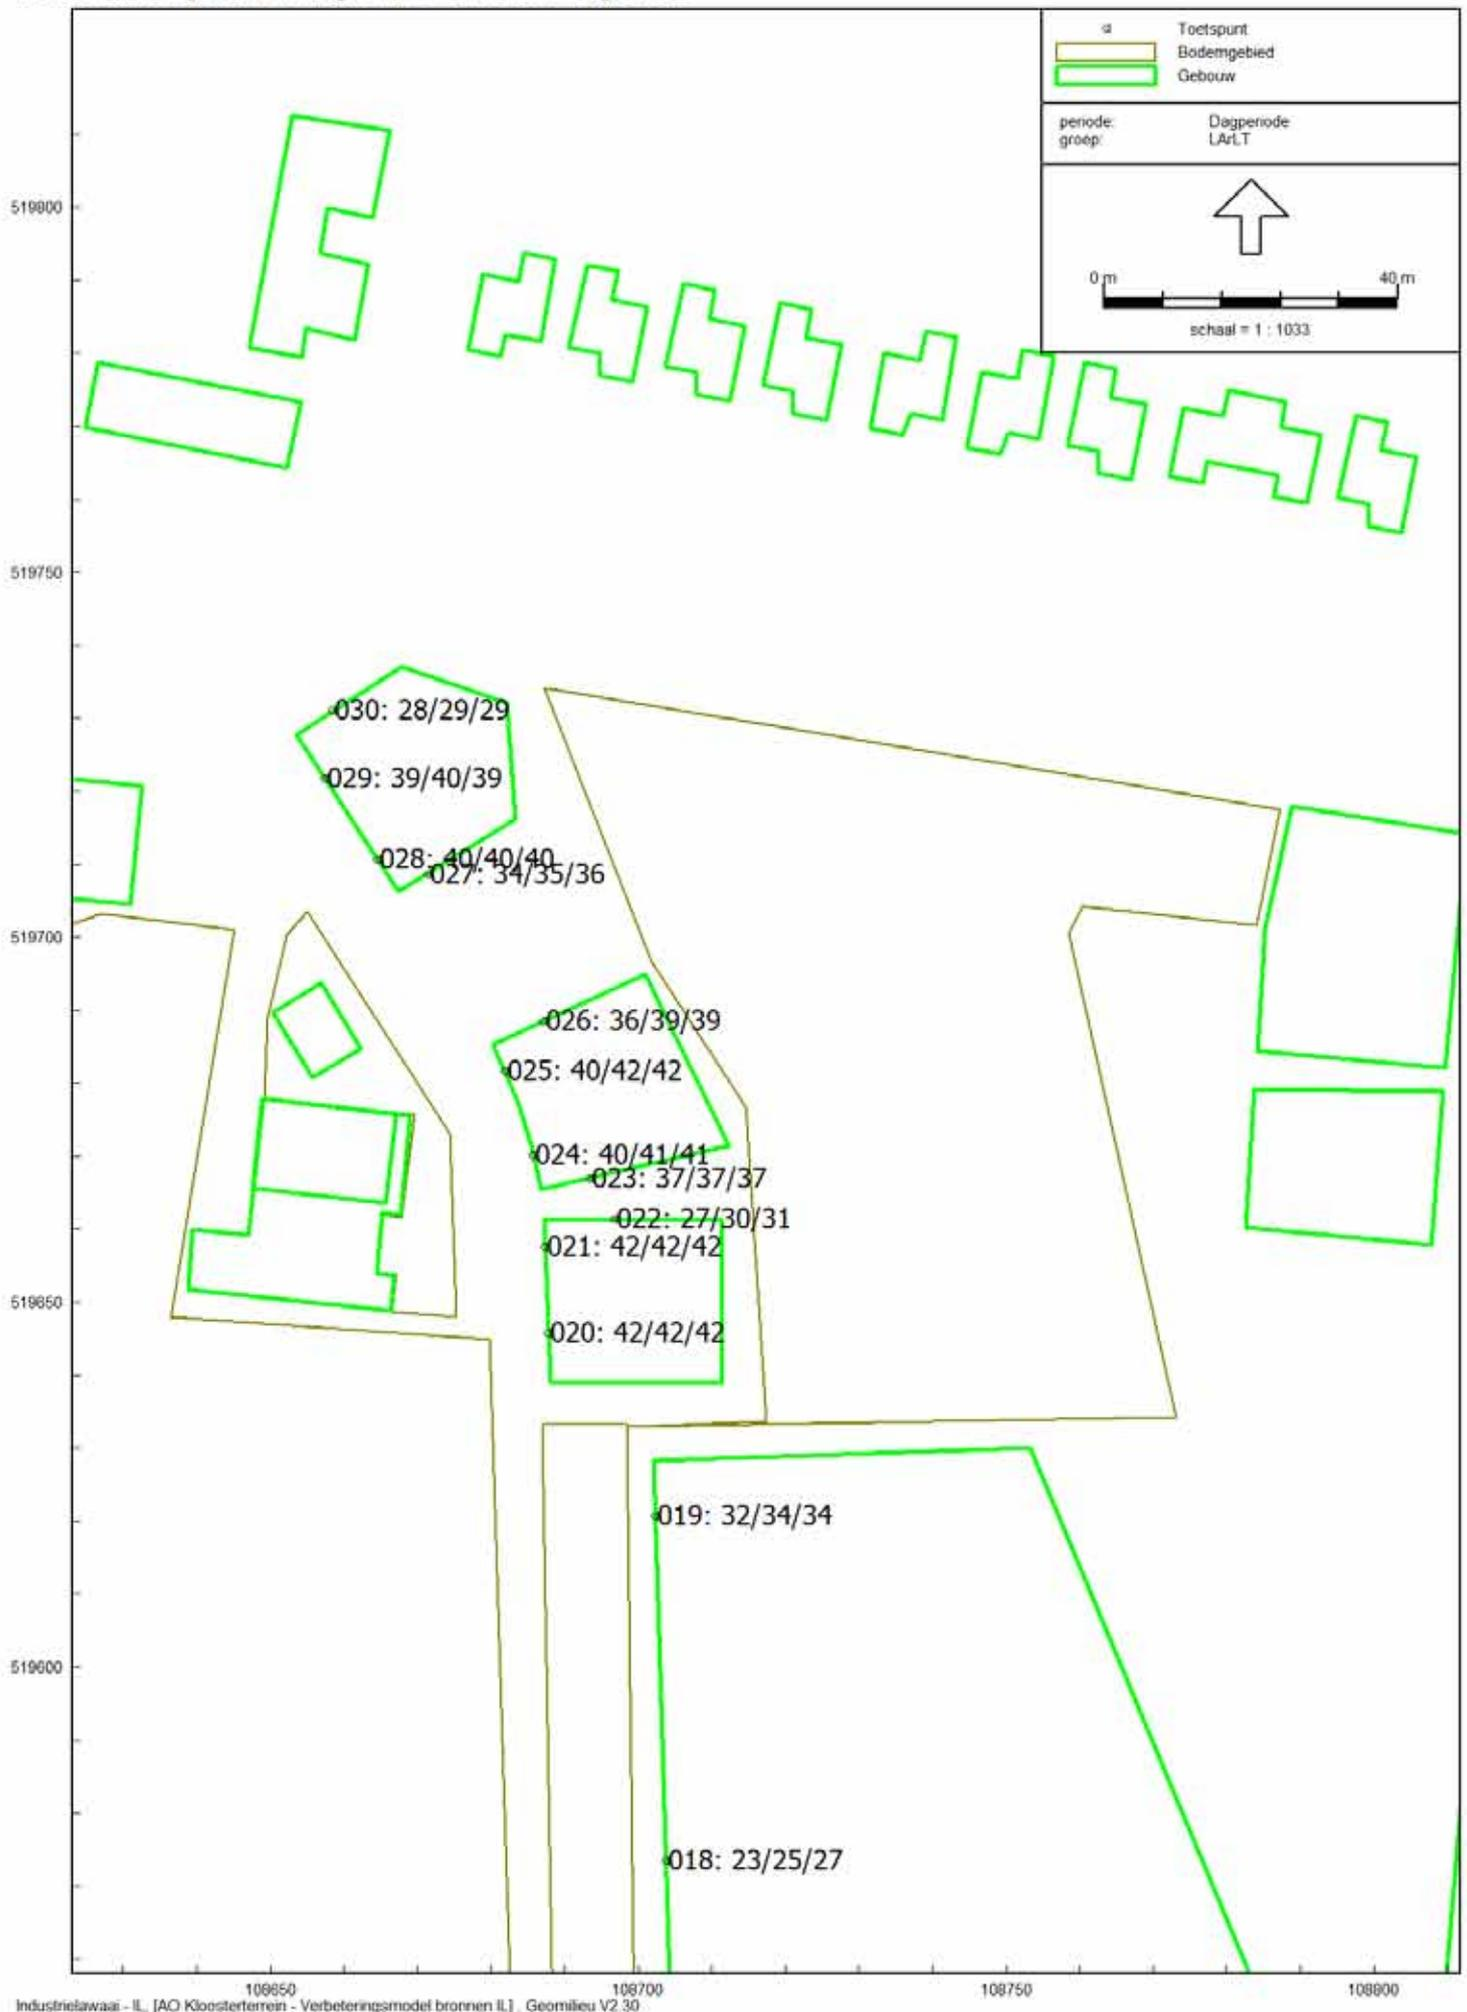 Toetspunt
Bodemgebied
Gebouw
periode: Dagperiode
groep: LArLT
0 m 40 m
schaal = 1 : 1033
519800
519750
519700
519650
519600
030: 28/29/29
029: 39/40/39
028: 40/40/40
027: 34/35/36
026: 36/39/39
025: 40/42/42
024: 40/41/41
023: 37/37/37
022: 27/30/31
021: 42/42/42
020: 42/42/42
019: 32/34/34
018: 23/25/27
108650 108700 108750 108800
Industrielawaai - IL, [AO Kloosterterrein - Verbeteringsmodel bronnen IL] , Geomilieu V2.30